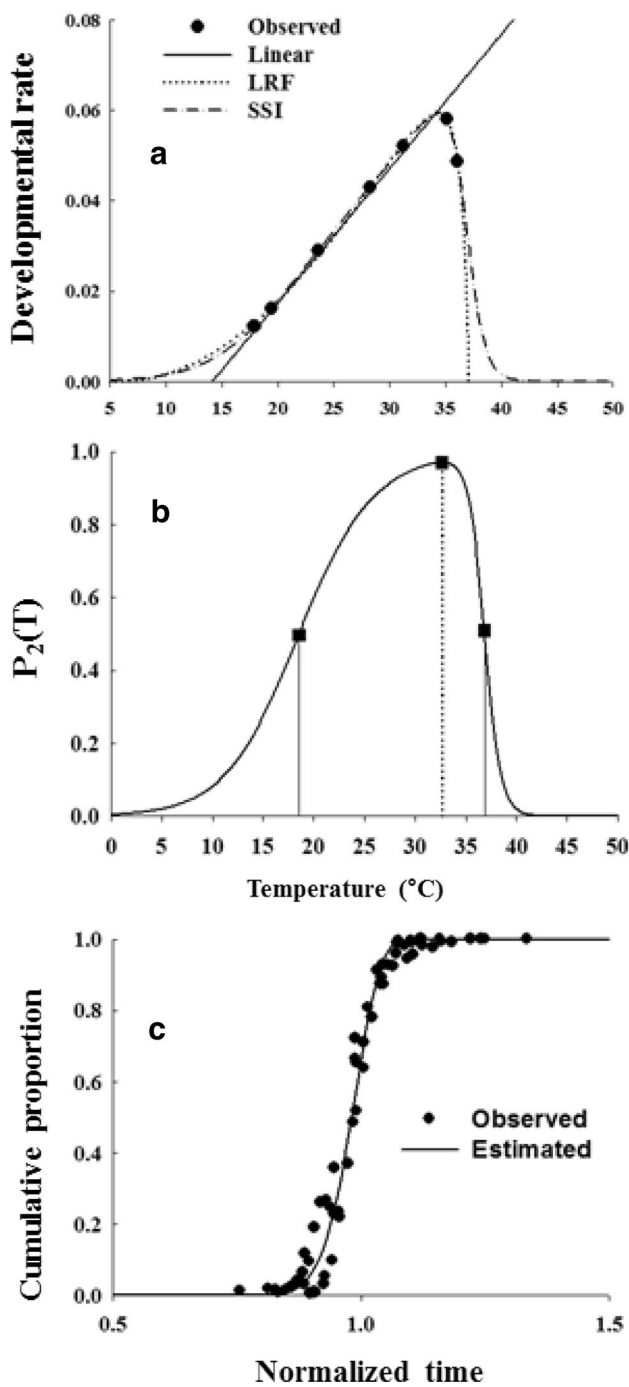 0.08
0.06
0.04
0.02
0.00
Developmental rate
Observed
Linear
LRF
SSI
a
5 10 15 20 25 30 35 40 45 50
1.0
0.8
0.6
0.4
0.2
0.0
P2(T)
b
0 5 10 15 20 25 30 35 40 45 50
Temperature (°C)
1.0
0.8
0.6
0.4
0.2
0.0
Cumulative proportion
c
Observed
Estimated
0.5 1.0 1.5
Normalized time